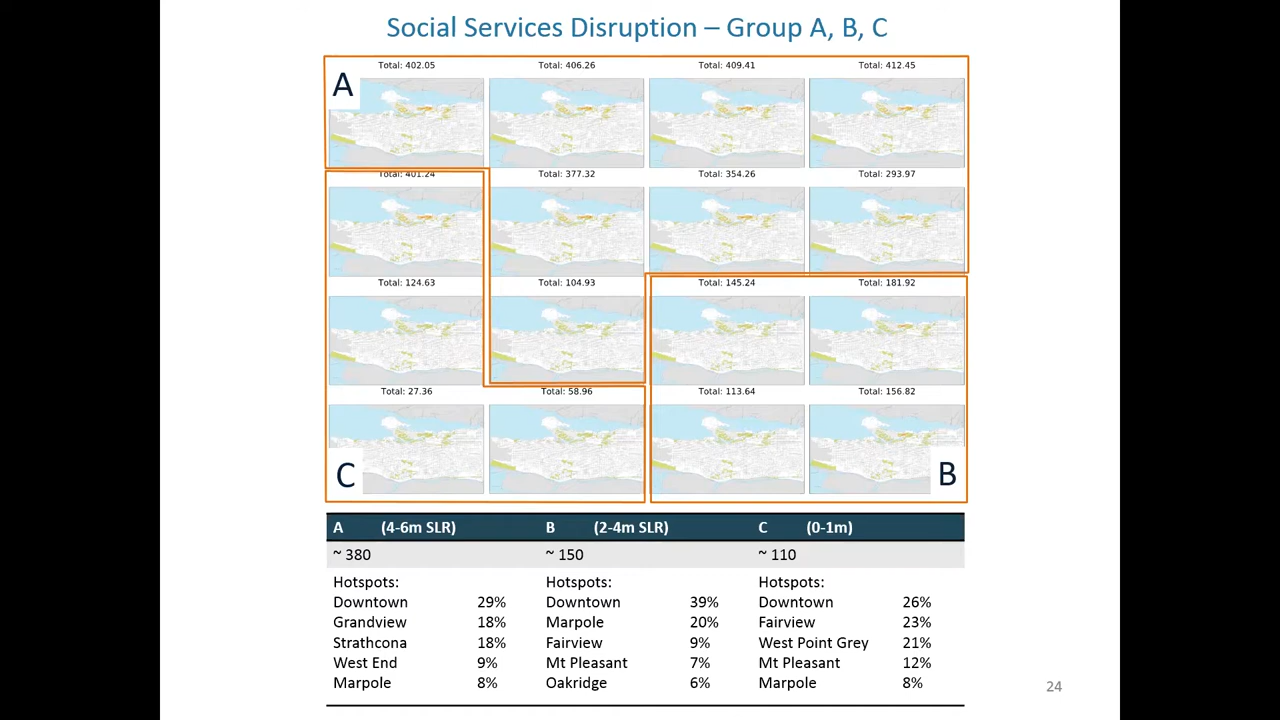 Social Services Disruption – Group A, B, C
Total: 402.05 Total: 406.26 Total: 409.41 Total: 412.45
A
Total: 401.24 Total: 377.32 Total: 354.26 Total: 293.97
Total: 124.63 Total: 104.93 Total: 145.24 Total: 181.92
Total: 27.36 Total: 58.96 Total: 113.64 Total: 156.82
C B
A (4-6m SLR) B (2-4m SLR) C (0-1m)
~ 380 ~ 150 ~ 110
Hotspots: Hotspots: Hotspots:
Downtown 29% Downtown 39% Downtown 26%
Grandview 18% Marpole 20% Fairview 23%
Strathcona 18% Fairview 9% West Point Grey 21%
West End 9% Mt Pleasant 7% Mt Pleasant 12%
Marpole 8% Oakridge 6% Marpole 8%
24